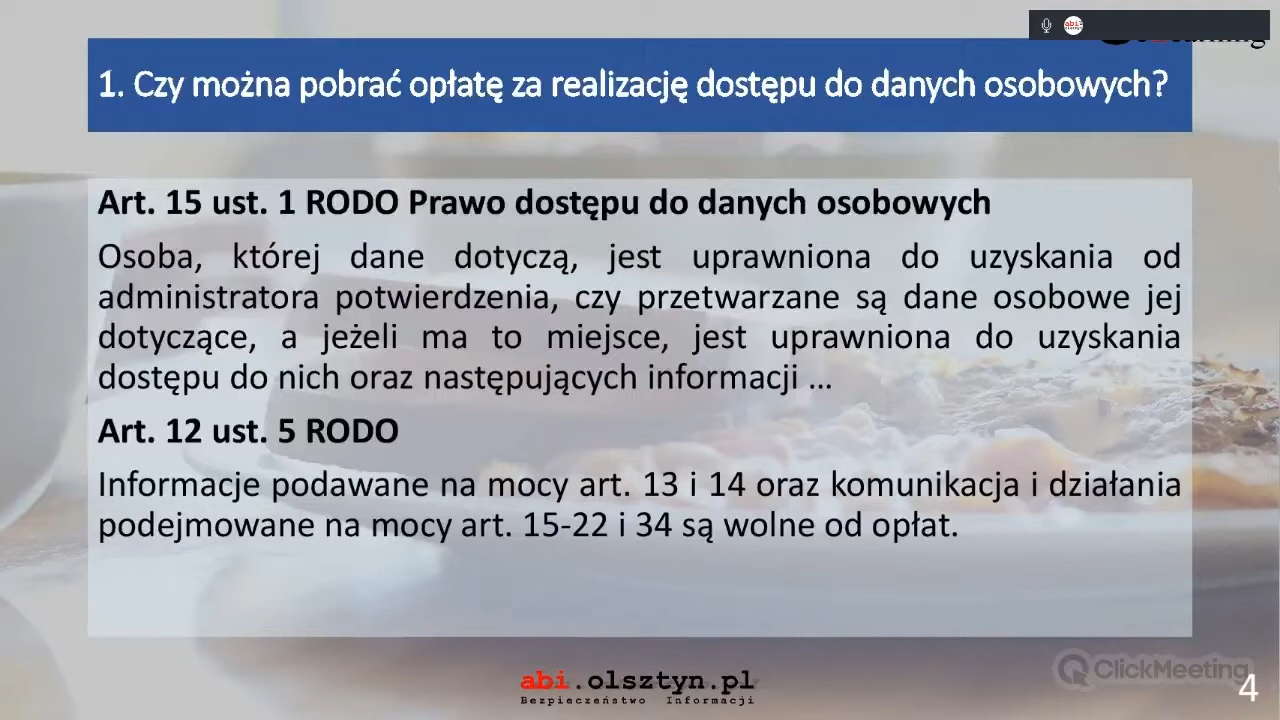 abi
1. Czy można pobrać opłatę za realizację dostępu do danych osobowych?
Art. 15 ust. 1 RODO Prawo dostępu do danych osobowych
Osoba, której dane dotyczą, jest uprawniona do uzyskania od
administratora potwierdzenia, czy przetwarzane są dane osobowe jej
dotyczące, a jeżeli ma to miejsce, jest uprawniona do uzyskania
dostępu do nich oraz następujących informacji ...
Art. 12 ust. 5 RODO
Informacje podawane na mocy art. 13 i 14 oraz komunikacja i działania
podejmowane na mocy art. 15-22 i 34 są wolne od opłat.
abi.olsztyn.pl
Bezpieczeństwo Informacji
ClickMeeting
4